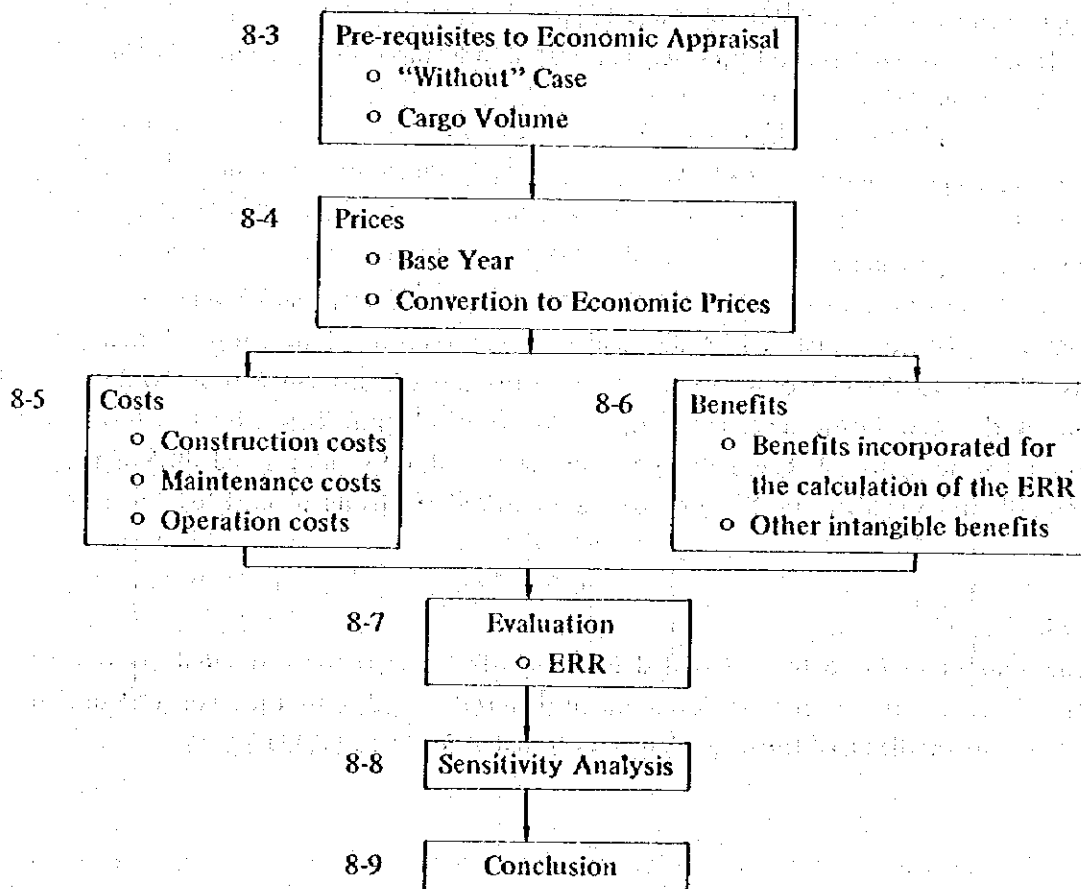 8-3 Pre-requisites to Economic Appraisal
o “Without” Case
o Cargo Volume
8-4 Prices
o Base Year
o Convertion to Economic Prices
8-5 Costs
o Construction costs
o Maintenance costs
o Operation costs
8-6 Benefits
o Benefits incorporated for
the calculation of the ERR
o Other intangible benefits
8-7 Evaluation
o ERR
8-8 Sensitivity Analysis
8-9 Conclusion